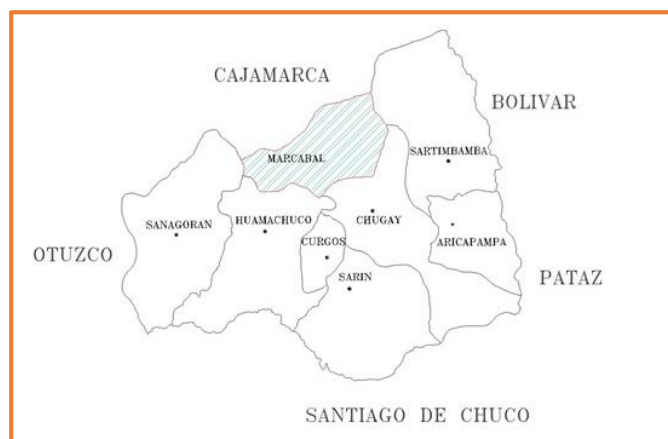 CAJAMARCA
BOLIVAR
SARTIMBAMBA
MARCABAL
SANAGORAN
HUAMACHUCO
CHUGAY
CURGOS
ARICAPAMPA
OTUZCO
SARIN
PATAZ
SANTIAGO DE CHUCO